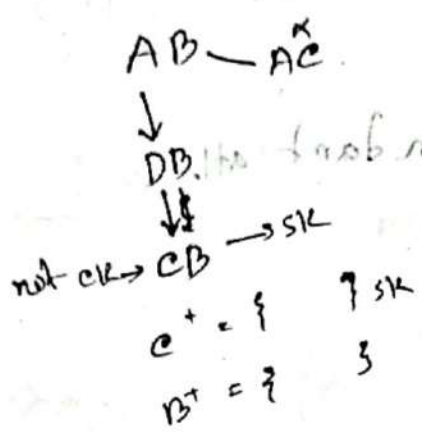 AB — AC x
↓
DB
↓↓
not CK → CB → SK
C⁺ = { } SK
B⁺ = { }